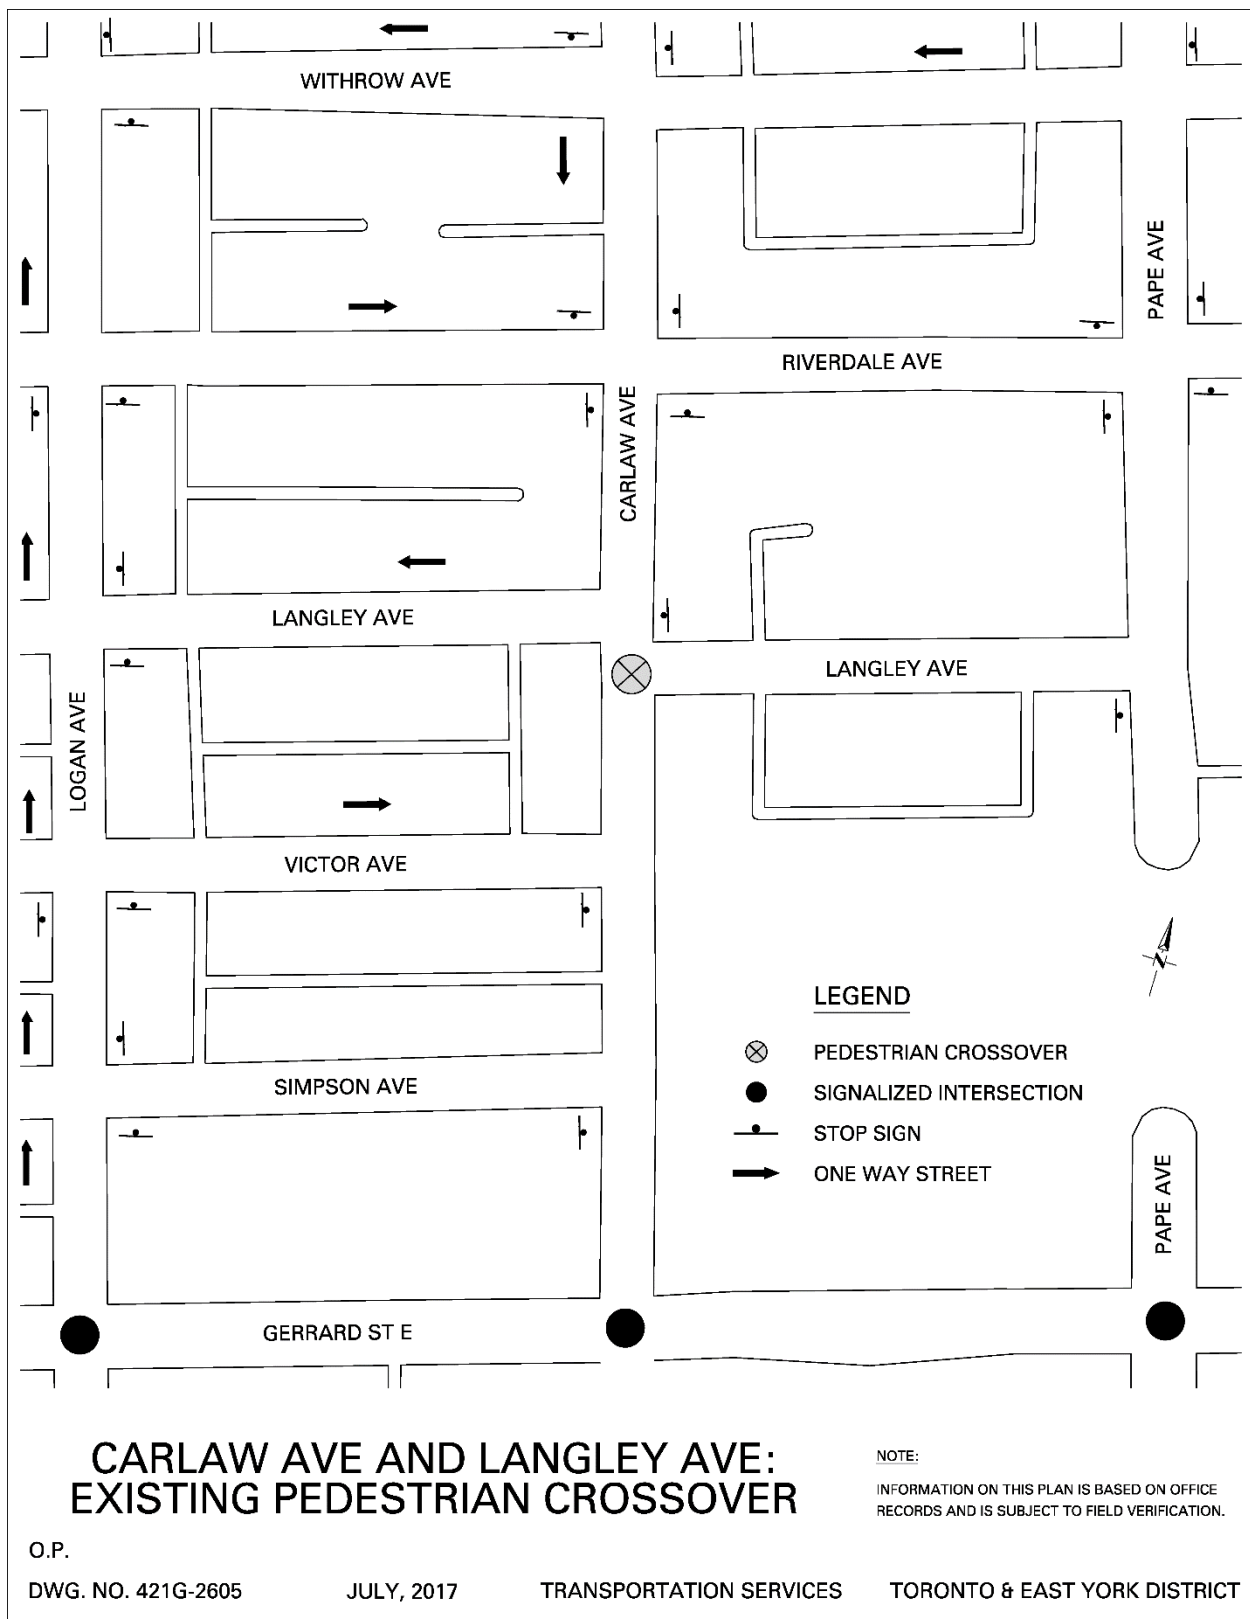 WITHROW AVE
PAPE AVE
RIVERDALE AVE
CARLAW AVE
LANGLEY AVE
LANGLEY AVE
LOGAN AVE
VICTOR AVE
N
LEGEND
PEDESTRIAN CROSSOVER
SIGNALIZED INTERSECTION
SIMPSON AVE
STOP SIGN
ONE WAY STREET
PAPE AVE
GERRARD ST E
CARLAW AVE AND LANGLEY AVE:
EXISTING PEDESTRIAN CROSSOVER
NOTE:
INFORMATION ON THIS PLAN IS BASED ON OFFICE
RECORDS AND IS SUBJECT TO FIELD VERIFICATION.
O.P.
DWG. NO. 421G-2605 JULY, 2017 TRANSPORTATION SERVICES TORONTO & EAST YORK DISTRICT